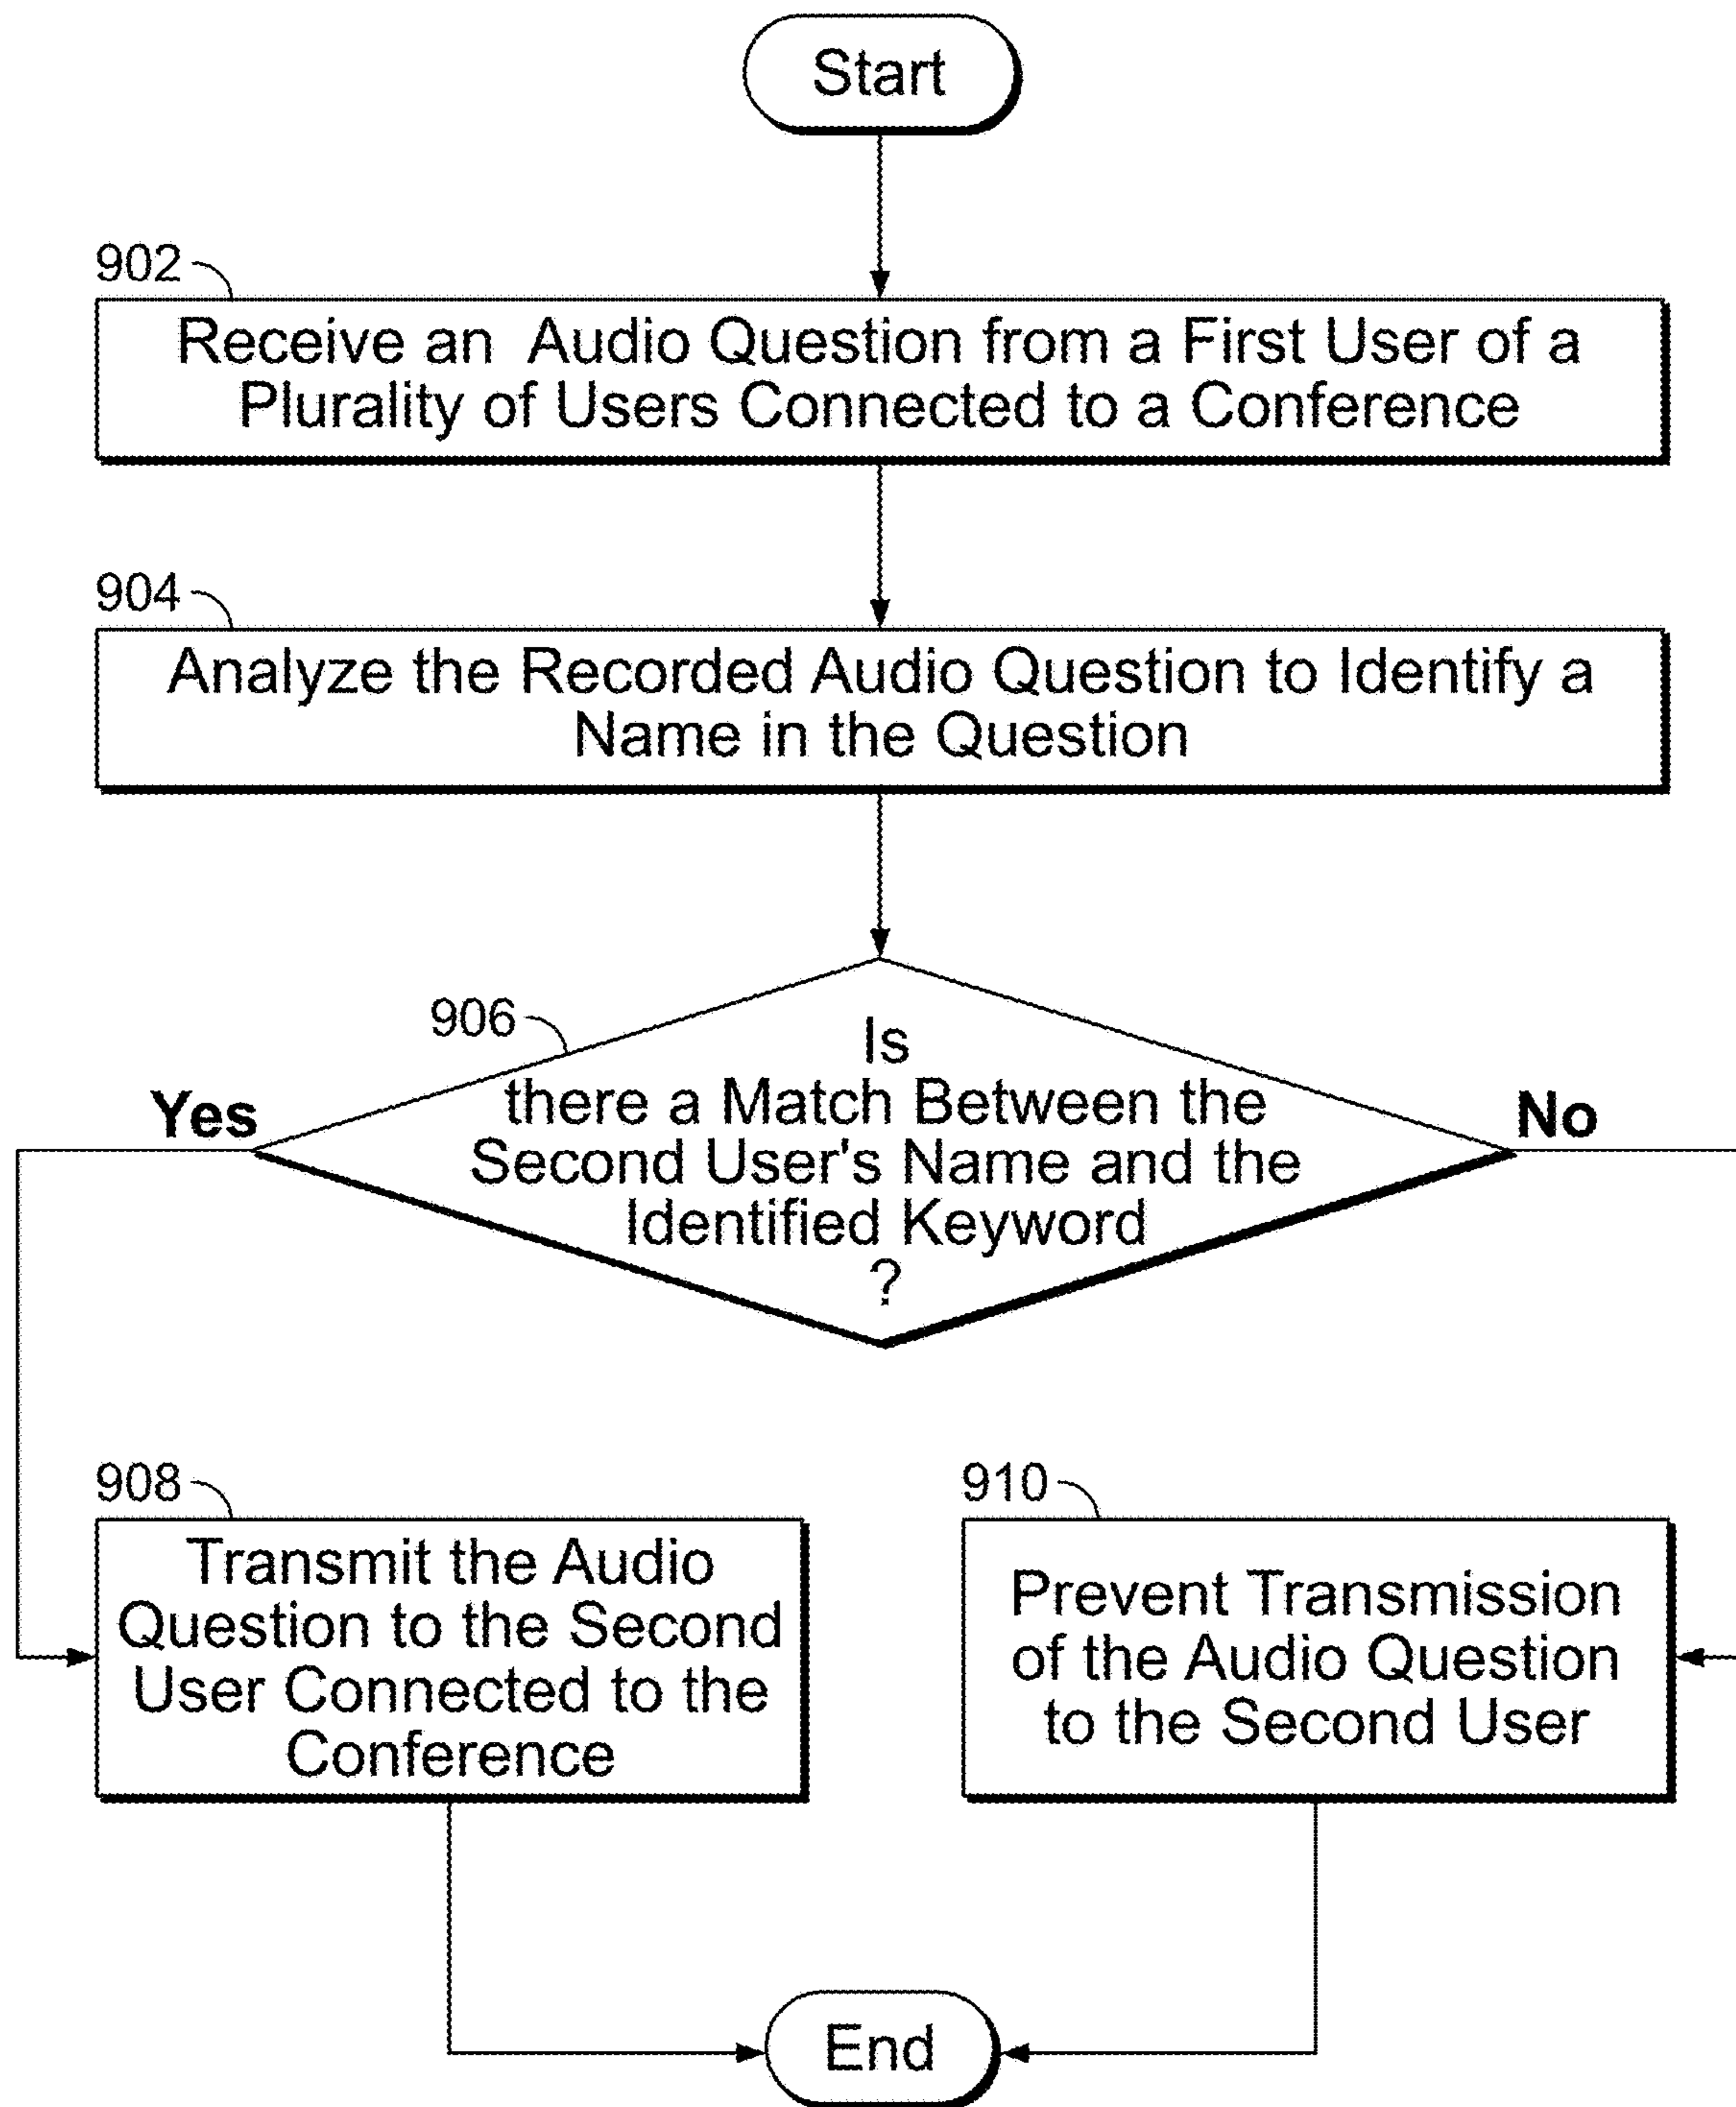 Start
902
Receive an Audio Question from a First User of a
Plurality of Users Connected to a Conference
904
Analyze the Recorded Audio Question to Identify a
Name in the Question
906
Is
there a Match Between the
Second User's Name and the
Identified Keyword
?
Yes
No
908
Transmit the Audio
Question to the Second
User Connected to the
Conference
910
Prevent Transmission
of the Audio Question
to the Second User
End